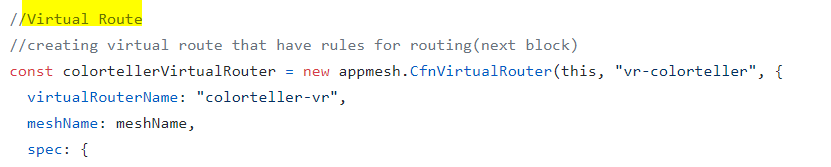 //Virtual Route
//creating virtual route that have rules for routing(next block)
const colortellerVirtualRouter = new appmesh.CfnVirtualRouter(this, "vr-colorteller", {
  virtualRouterName: "colorteller-vr",
  meshName: meshName,
  spec: {